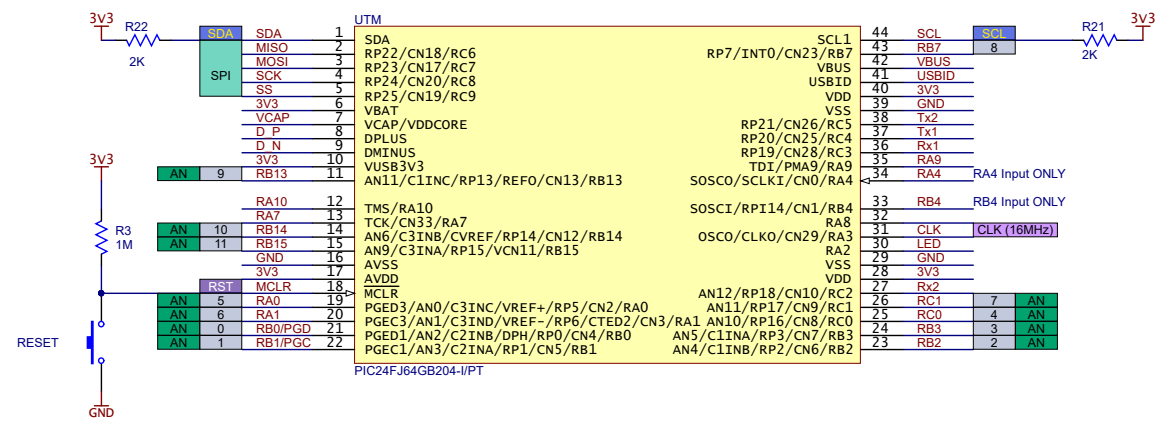 3V3 R22 2K SDA SDA 1 UTM SDA SCL1 44 SCL SCL R21 2K 3V3
MISO 2 RP22/CN18/RC6 RP7/INT0/CN23/RB7 43 RB7 8
SPI MOSI 3 RP23/CN17/RC7 VBUS 42 VBUS
SCK 4 RP24/CN20/RC8 USBID 41 USBID
SS 5 RP25/CN19/RC9 VDD 40 3V3
3V3 6 VBAT VSS 39 GND
VCAP 7 VCAP/VDDCORE RP21/CN26/RC5 38 Tx2
D_P 8 DPLUS RP20/CN25/RC4 37 Tx1
D_N 9 DMINUS RP19/CN28/RC3 36 Rx1
3V3 3V3 10 VUSB3V3 TDI/PMA9/RA9 35 RA9
AN 9 RB13 11 AN11/C1INC/RP13/REFO/CN13/RB13 SOSCO/SCLKI/CN0/RA4 34 RA4 RA4 Input ONLY
RA10 12 TMS/RA10 SOSCI/RPI14/CN1/RB4 33 RB4 RB4 Input ONLY
RA7 13 TCK/CN33/RA7 RA8 32
R3 1M AN 10 RB14 14 AN6/C3INB/CVREF/RP14/CN12/RB14 OSCO/CLKO/CN29/RA3 31 CLK CLK (16MHz)
AN 11 RB15 15 AN9/C3INA/RP15/VCN11/RB15 RA2 30 LED
GND 16 AVSS VSS 29 GND
3V3 17 AVDD VDD 28 3V3
RST MCLR 18 MCLR AN12/RP18/CN10/RC2 27 Rx2
AN 5 RA0 19 PGED3/AN0/C3INC/VREF+/RP5/CN2/RA0 AN11/RP17/CN9/RC1 26 RC1 7 AN
AN 6 RA1 20 PGEC3/AN1/C3IND/VREF-/RP6/CTED2/CN3/RA1 AN10/RP16/CN8/RC0 25 RC0 4 AN
AN 0 RB0/PGD 21 PGED1/AN2/C2INB/DPH/RP0/CN4/RB0 AN5/C1INA/RP3/CN7/RB3 24 RB3 3 AN
RESET AN 1 RB1/PGC 22 PGEC1/AN3/C2INA/RP1/CN5/RB1 AN4/C1INB/RP2/CN6/RB2 23 RB2 2 AN
PIC24FJ64GB204-I/PT
GND